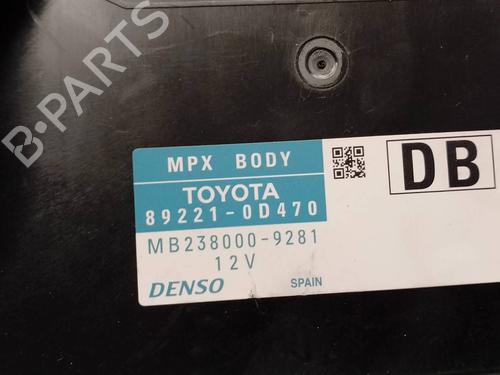 B-PARTS
MPX BODY
TOYOTA
89221-0D470
MB238000-9281
12V
DENSO
SPAIN
DB